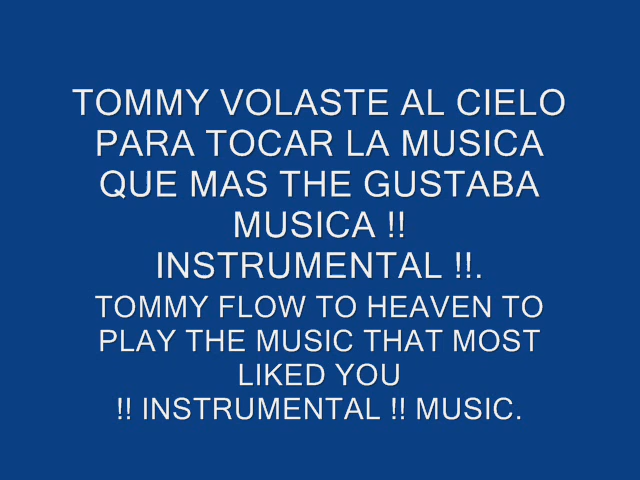 TOMMY VOLASTE AL CIELO
PARA TOCAR LA MUSICA
QUE MAS THE GUSTABA
MUSICA !!
INSTRUMENTAL !!.
TOMMY FLOW TO HEAVEN TO
PLAY THE MUSIC THAT MOST
LIKED YOU
!! INSTRUMENTAL !! MUSIC.